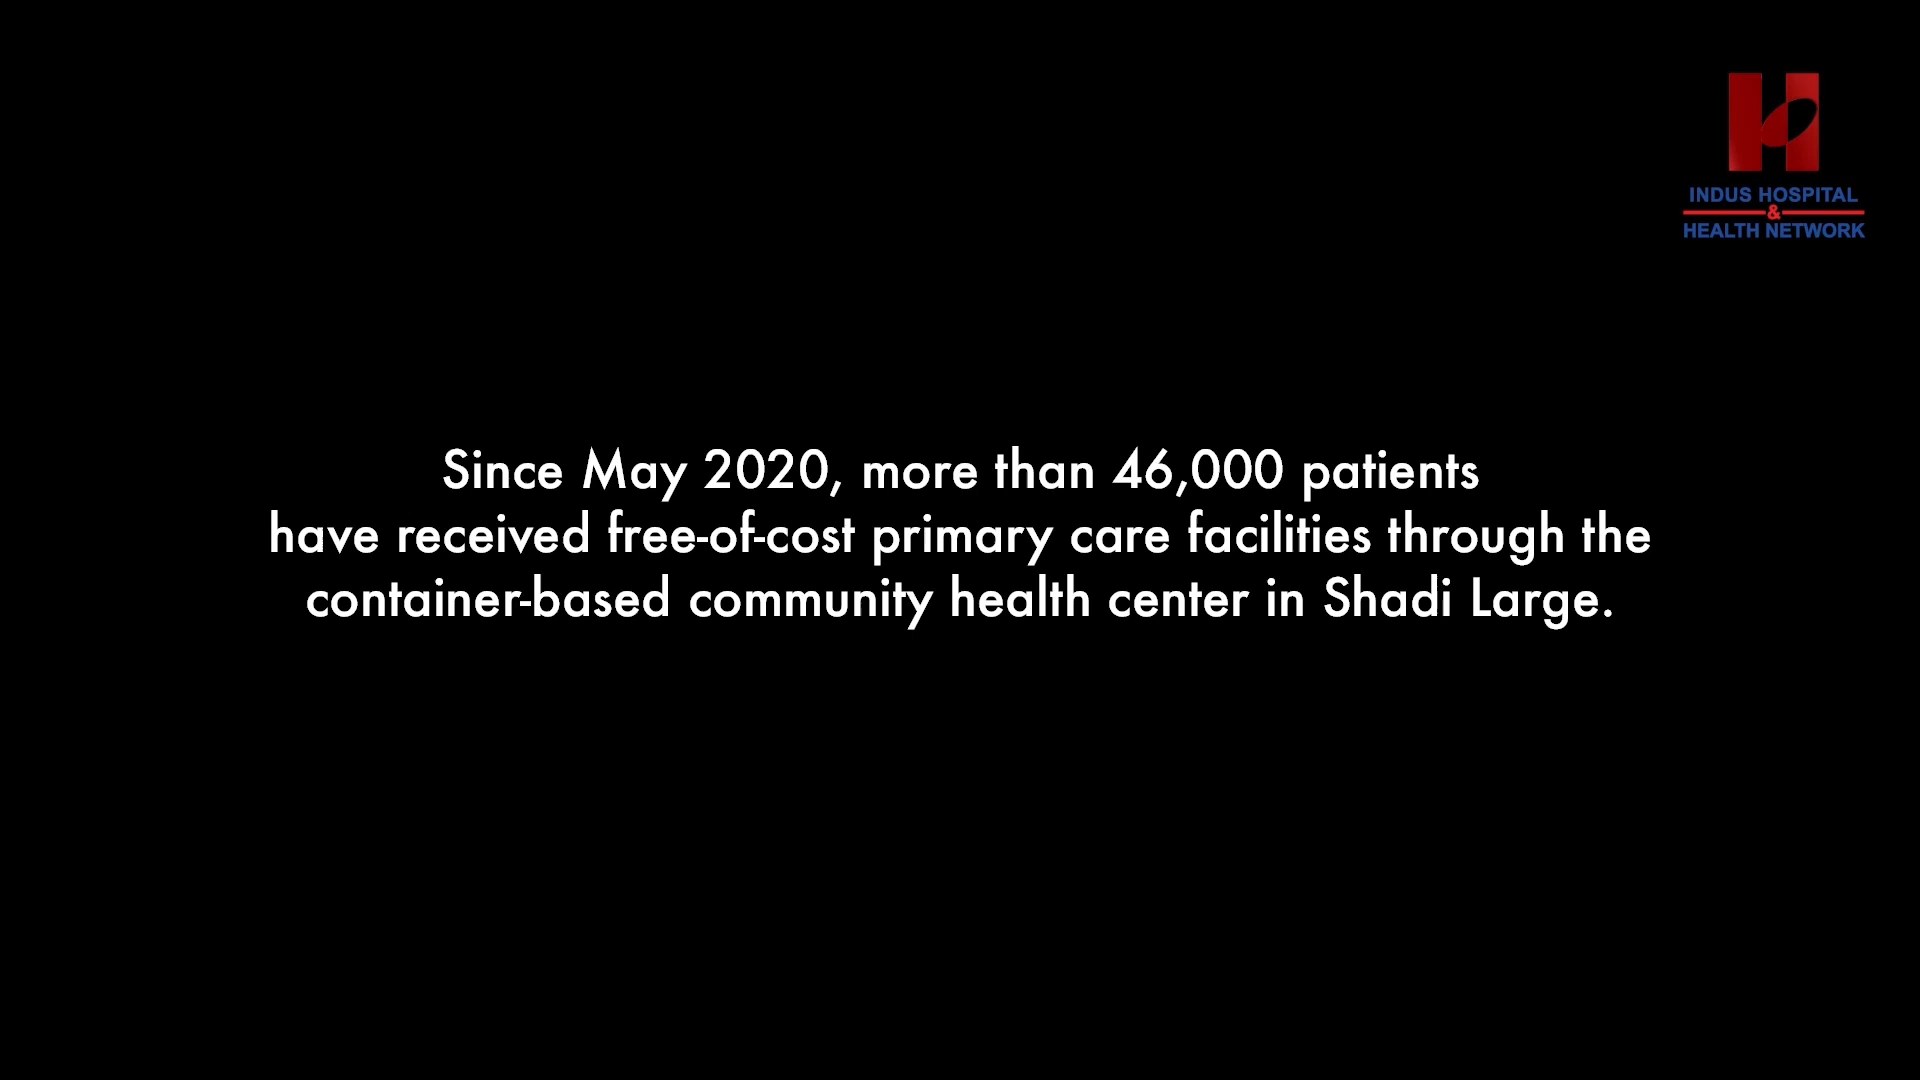 INDUS HOSPITAL
&
HEALTH NETWORK
Since May 2020, more than 46,000 patients
have received free-of-cost primary care facilities through the
container-based community health center in Shadi Large.